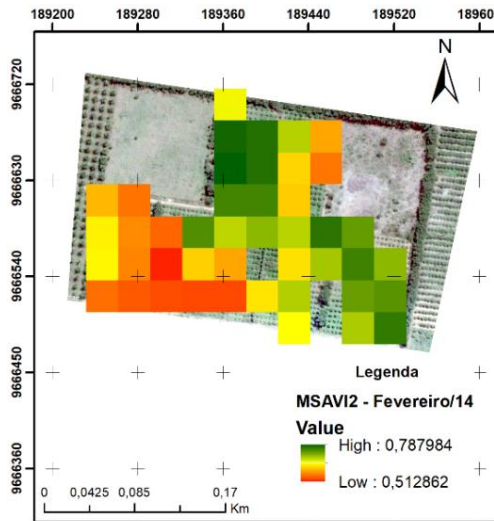 189200 189280 189360 189440 189520 18960
N
9666720
9666630
9666540
9666450
9666360
Legenda
MSAVI2 - Fevereiro/14
Value
High : 0,787984
Low : 0,512862
0 0,0425 0,085 0,17
Km